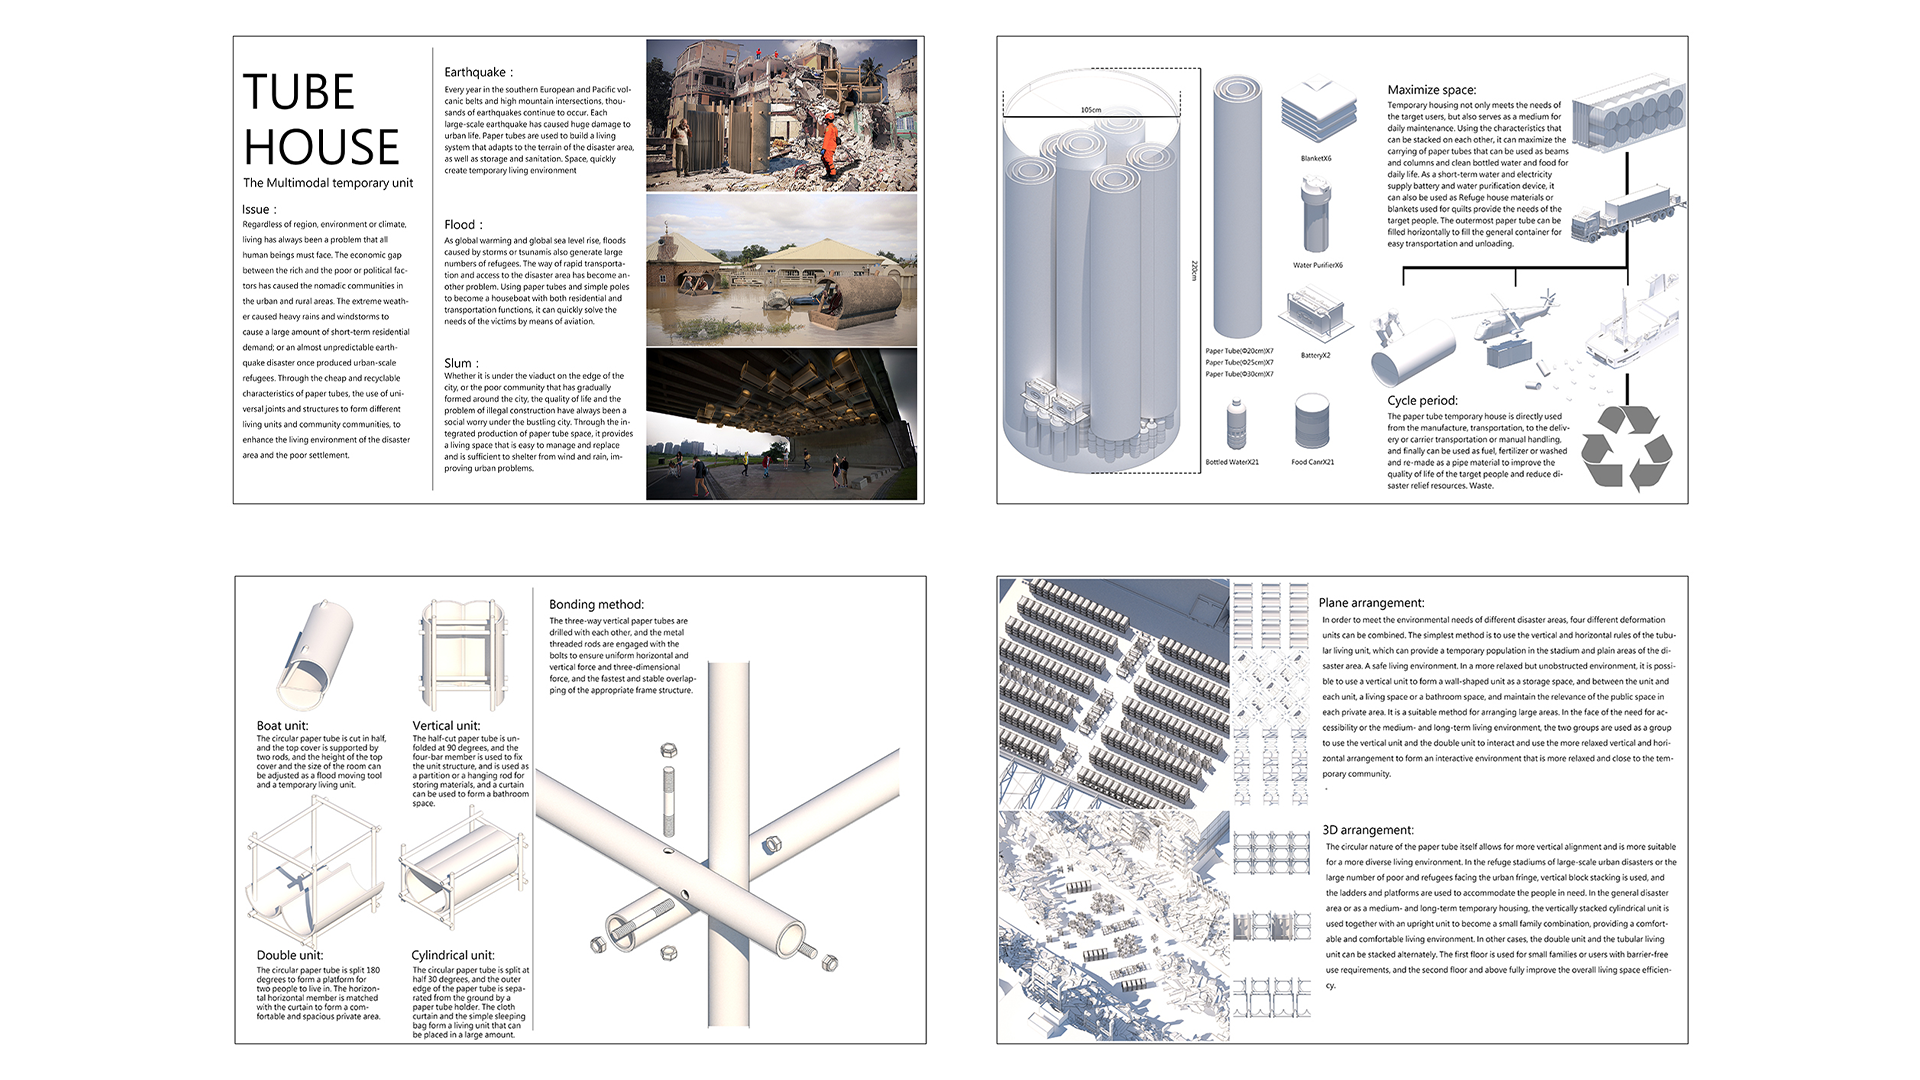 TUBE
HOUSE
The Multimodal temporary unit
Issue :
Regardless of region, environment or climate,
living has always been a problem that all
human beings must face. The economic gap
between the rich and the poor or political fac-
tors has caused the nomadic communities in
the urban and rural areas. The extreme weath-
er caused heavy rains and windstorms to
cause a large amount of short-term residential
demand; or an almost unpredictable earth-
quake disaster once produced urban-scale
refugees. Through the cheap and recyclable
characteristics of paper tubes, the use of uni-
versal joints and structures to form different
living units and community communities, to
enhance the living environment of the disaster
area and the poor settlement.
Earthquake :
Every year in the southern European and Pacific vol-
canic belts and high mountain intersections, thou-
sands of earthquakes continue to occur. Each
large-scale earthquake has caused huge damage to
urban life. Paper tubes are used to build a living
system that adapts to the terrain of the disaster area,
as well as storage and sanitation. Space, quickly
create temporary living environment
Flood :
As global warming and global sea level rise, floods
caused by storms or tsunamis also generate large
numbers of refugees. The way of rapid transporta-
tion and access to the disaster area has become an-
other problem. Using paper tubes and simple poles
to become a houseboat with both residential and
transportation functions, it can quickly solve the
needs of the victims by means of aviation.
Slum :
Whether it is under the viaduct on the edge of the
city, or the poor community that has gradually
formed around the city, the quality of life and the
problem of illegal construction have always been a
social worry under the bustling city. Through the in-
tegrated production of paper tube space, it provides
a living space that is easy to manage and replace
and is sufficient to shelter from wind and rain, im-
proving urban problems.
105cm
220cm
Paper Tube(Φ20cm)X7
Paper Tube(Φ25cm)X7
Paper Tube(Φ30cm)X7
BlanketX6
Water PurifierX6
BatteryX2
Bottled WaterX21
Food CanrX21
Maximize space:
Temporary housing not only meets the needs of
the target users, but also serves as a medium for
daily maintenance. Using the characteristics that
can be stacked on each other, it can maximize the
carrying of paper tubes that can be used as beams
and columns and clean bottled water and food for
daily life. As a short-term water and electricity
supply battery and water purification device, it
can also be used as Refuge house materials or
blankets used for quilts provide the needs of the
target people. The outermost paper tube can be
filled horizontally to fill the general container for
easy transportation and unloading.
Cycle period:
The paper tube temporary house is directly used
from the manufacture, transportation, to the deliv-
ery or carrier transportation or manual handling,
and finally can be used as fuel, fertilizer or washed
and re-made as a pipe material to improve the
quality of life of the target people and reduce di-
saster relief resources. Waste.
Boat unit:
The circular paper tube is cut in half,
and the top cover is supported by
two rods, and the height of the top
cover and the size of the room can
be adjusted as a flood moving tool
and a temporary living unit.
Vertical unit:
The half-cut paper tube is un-
folded at 90 degrees, and the
four-bar member is used to fix
the unit structure, and is used as
a partition or a hanging rod for
storing materials, and a curtain
can be used to form a bathroom
space.
Double unit:
The circular paper tube is split 180
degrees to form a platform for
two people to live in. The horizon-
tal horizontal member is matched
with the curtain to form a com-
fortable and spacious private area.
Cylindrical unit:
The circular paper tube is split at
half 30 degrees, and the outer
edge of the paper tube is sepa-
rated from the ground by a
paper tube holder. The cloth
curtain and the simple sleeping
bag form a living unit that can
be placed in a large amount.
Bonding method:
The three-way vertical paper tubes are
drilled with each other, and the metal
threaded rods are engaged with the
bolts to ensure uniform horizontal and
vertical force and three-dimensional
force, and the fastest and stable overlap-
ping of the appropriate frame structure.
Plane arrangement:
In order to meet the environmental needs of different disaster areas, four different deformation
units can be combined. The simplest method is to use the vertical and horizontal rules of the tubu-
lar living unit, which can provide a temporary population in the stadium and plain areas of the di-
saster area. A safe living environment. In a more relaxed but unobstructed environment, it is possi-
ble to use a vertical unit to form a wall-shaped unit as a storage space, and between the unit and
each unit, a living space or a bathroom space, and maintain the relevance of the public space in
each private area. It is a suitable method for arranging large areas. In the face of the need for ac-
cessibility or the medium- and long-term living environment, the two groups are used as a group
to use the vertical unit and the double unit to interact and use the more relaxed vertical and hori-
zontal arrangement to form an interactive environment that is more relaxed and close to the tem-
porary community.
3D arrangement:
The circular nature of the paper tube itself allows for more vertical alignment and is more suitable
for a more diverse living environment. In the refuge stadiums of large-scale urban disasters or the
large number of poor and refugees facing the urban fringe, vertical block stacking is used, and
the ladders and platforms are used to accommodate the people in need. In the general disaster
area or as a medium- and long-term temporary housing, the vertically stacked cylindrical unit is
used together with an upright unit to become a small family combination, providing a comfort-
able and comfortable living environment. In other cases, the double unit and the tubular living
unit can be stacked alternately. The first floor is used for small families or users with barrier-free
use requirements, and the second floor and above fully improve the overall living space efficien-
cy.